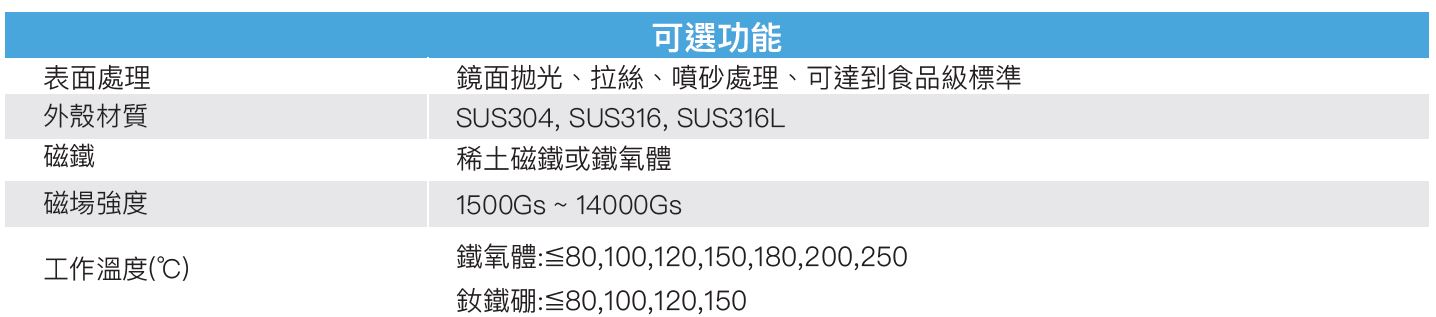 可選功能
表面處理 鏡面拋光、拉絲、噴砂處理、可達到食品級標準
外殼材質 SUS304, SUS316, SUS316L
磁鐵 稀土磁鐵或鐵氧體
磁場強度 1500Gs ~ 14000Gs
工作溫度(℃) 鐵氧體:≦80,100,120,150,180,200,250
釹鐵硼:≦80,100,120,150